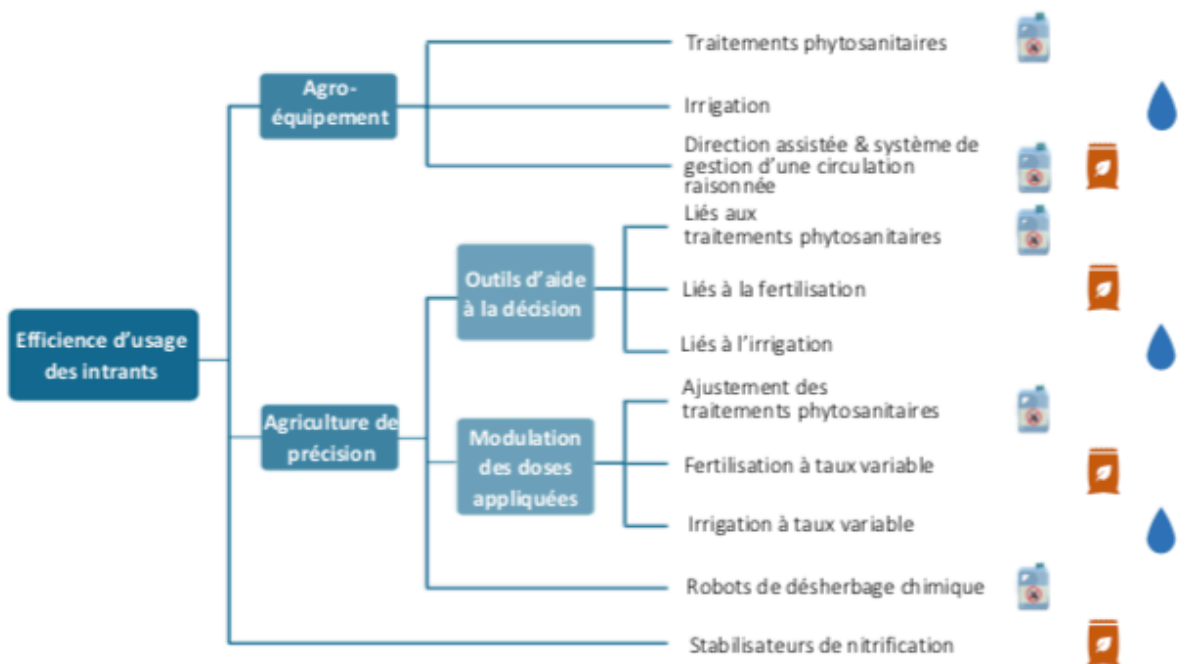 Traitements phytosanitaires
Agro-
équipement
Irrigation
Direction assistée & système de
gestion d'une circulation
raisonnée
Liés aux
traitements phytosanitaires
Outils d'aide
à la décision
Liés à la fertilisation
Liés à l'irrigation
Efficience d'usage
des intrants
Ajustement des
traitements phytosanitaires
Agriculture de
précision
Modulation
des doses
appliquées
Fertilisation à taux variable
Irrigation à taux variable
Robots de désherbage chimique
Stabilisateurs de nitrification